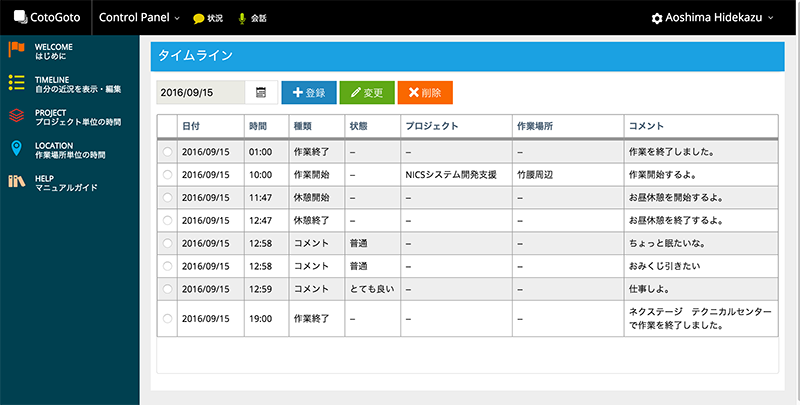 CotoGoto Control Panel 状況 会話 Aoshima Hidekazu
WELCOME
はじめに
TIMELINE
自分の近況を表示・編集
PROJECT
プロジェクト単位の時間
LOCATION
作業場所単位の時間
HELP
マニュアルガイド
タイムライン
2016/09/15 登録 変更 削除
日付 時間 種類 状態 プロジェクト 作業場所 コメント
2016/09/15 01:00 作業終了 – – – 作業を終了しました。
2016/09/15 10:00 作業開始 – NICSシステム開発支援 竹腰周辺 作業開始するよ。
2016/09/15 11:47 休憩開始 – – – お昼休憩を開始するよ。
2016/09/15 12:47 休憩終了 – – – お昼休憩を終了するよ。
2016/09/15 12:58 コメント 普通 – – ちょっと眠たいな。
2016/09/15 12:58 コメント 普通 – – おみくじ引きたい
2016/09/15 12:59 コメント とても良い – – 仕事しよ。
2016/09/15 19:00 作業終了 – – – ネクステージ　テクニカルセンター
で作業を終了しました。